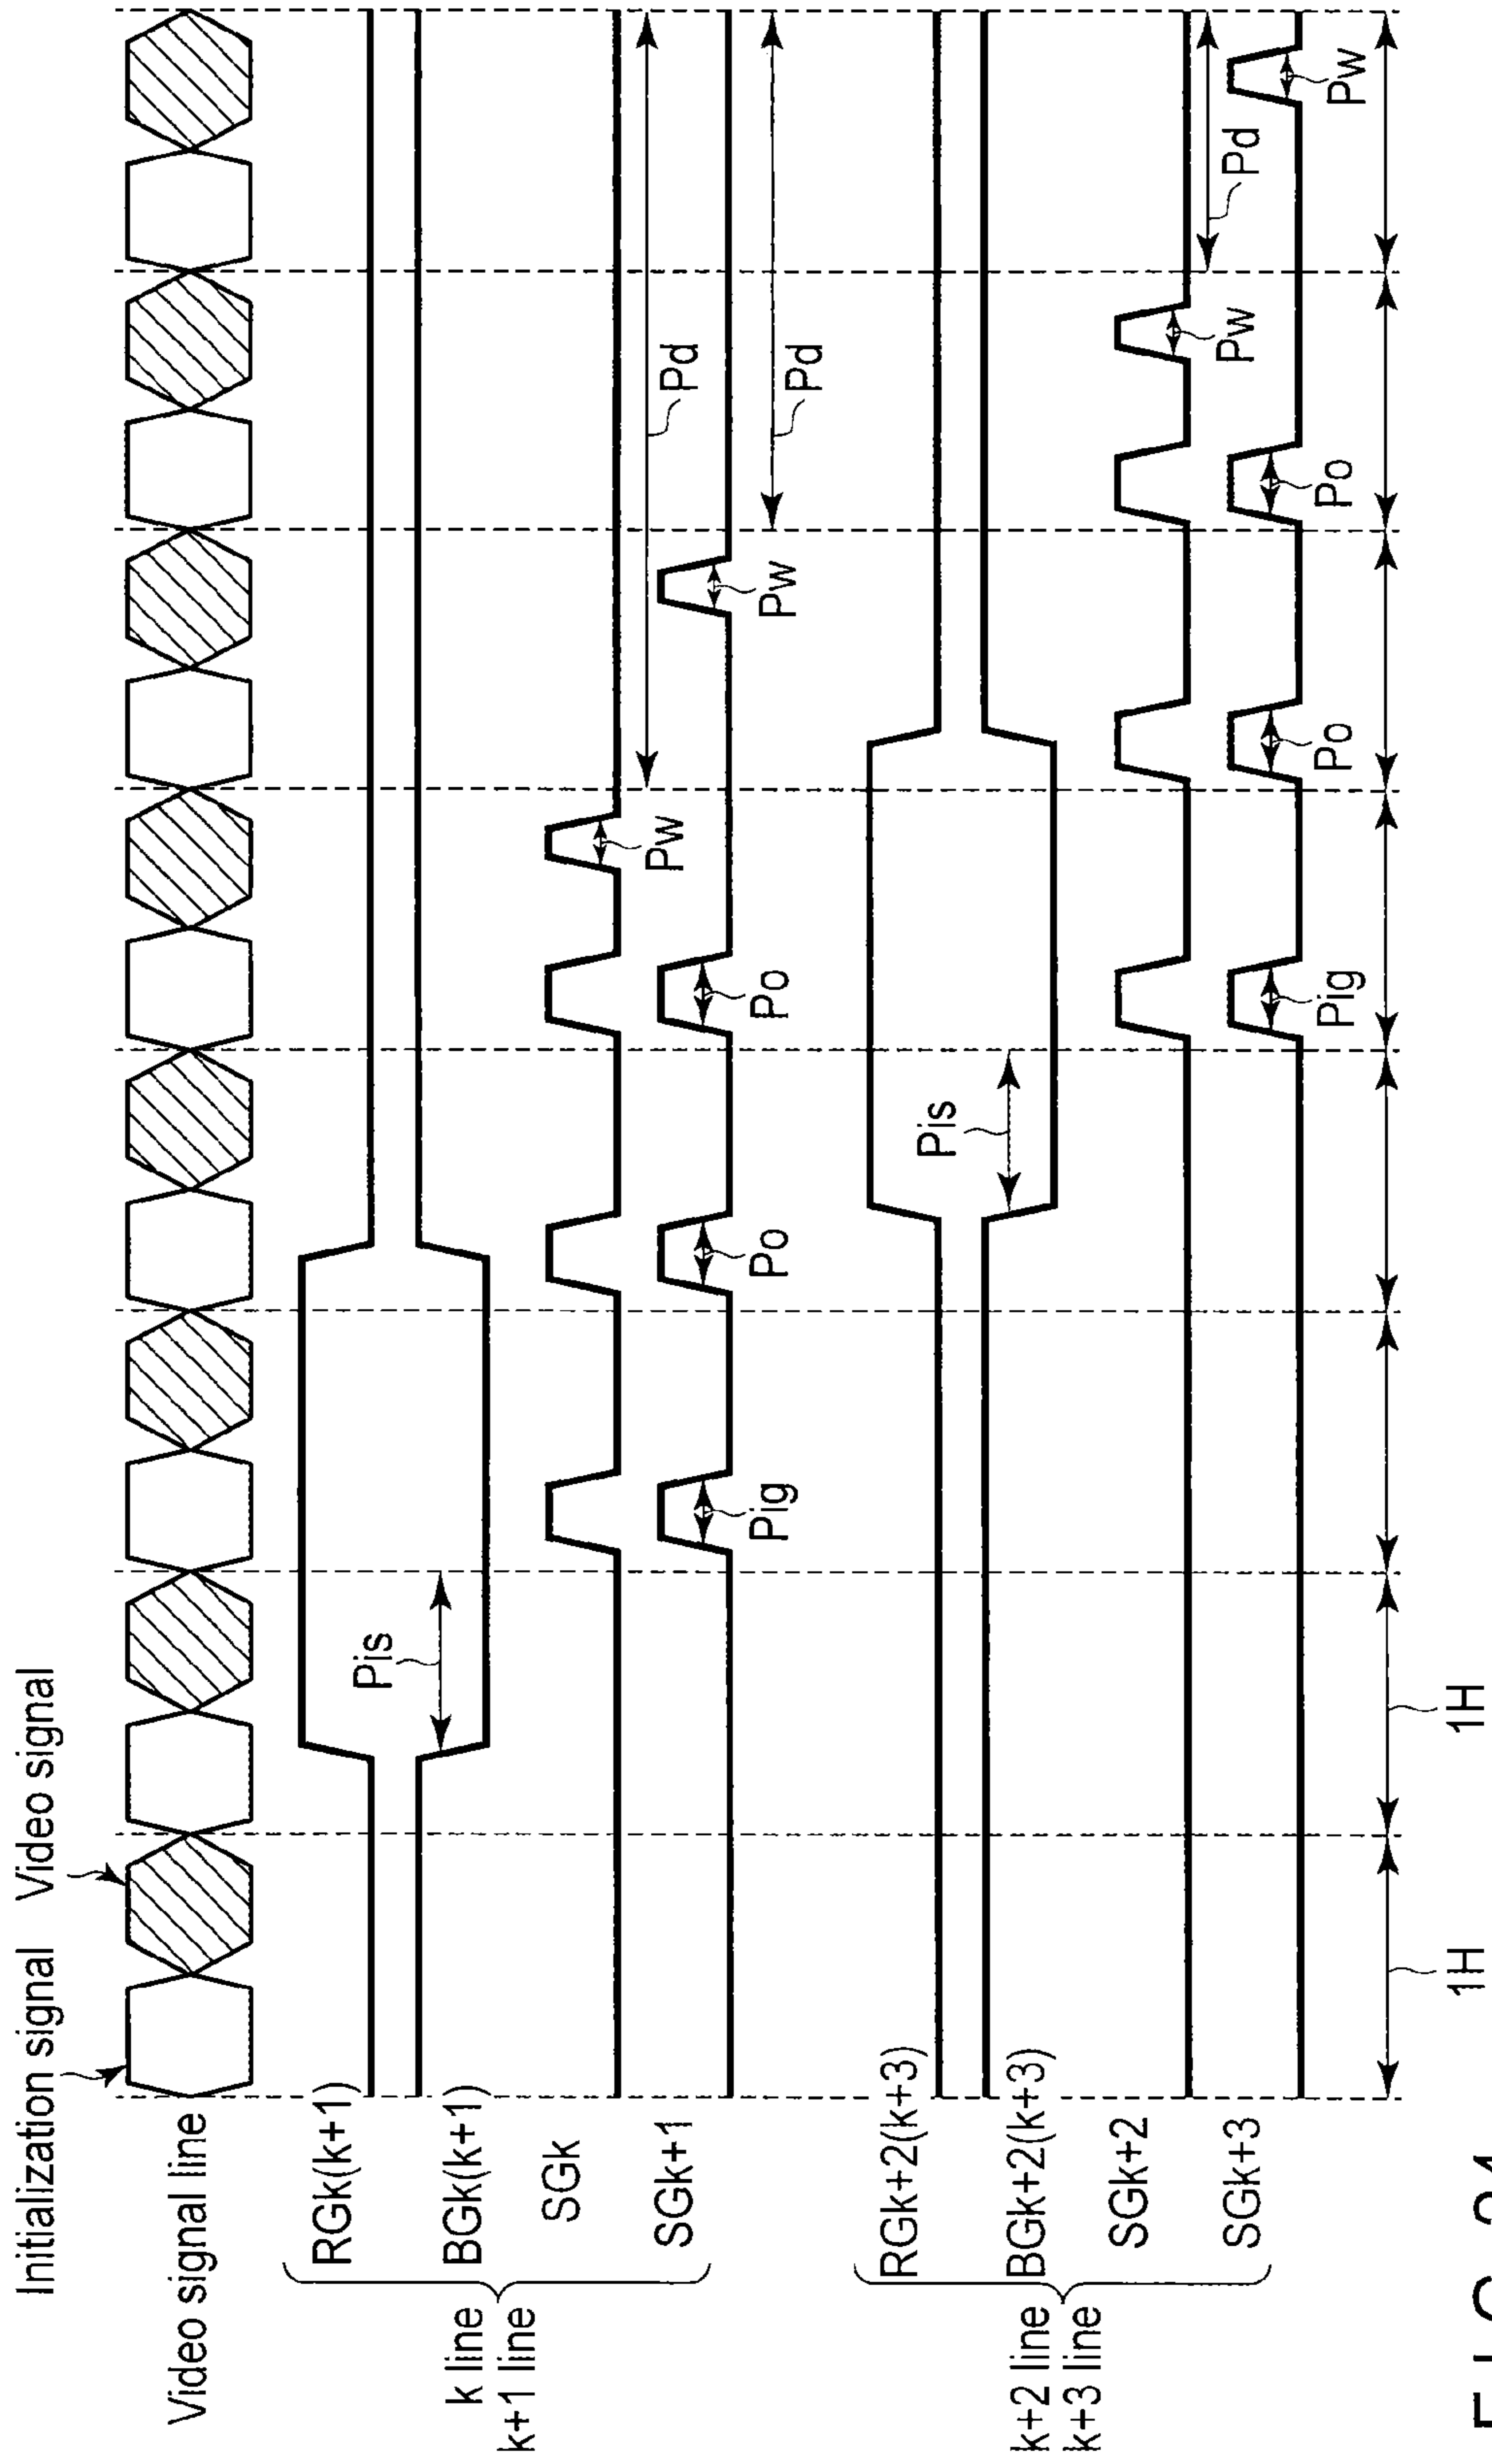 Initialization signal
Video signal
Video signal line
k line
k+1 line
RGk(k+1)
BGk(k+1)
SGk
SGk+1
Pis
Pig
Po
Po
Pw
Pw
Pd
Pd
k+2 line
k+3 line
RGk+2(k+3)
BGk+2(k+3)
SGk+2
SGk+3
Pis
Pig
Po
Po
Pw
Pw
Pd
1H
1H